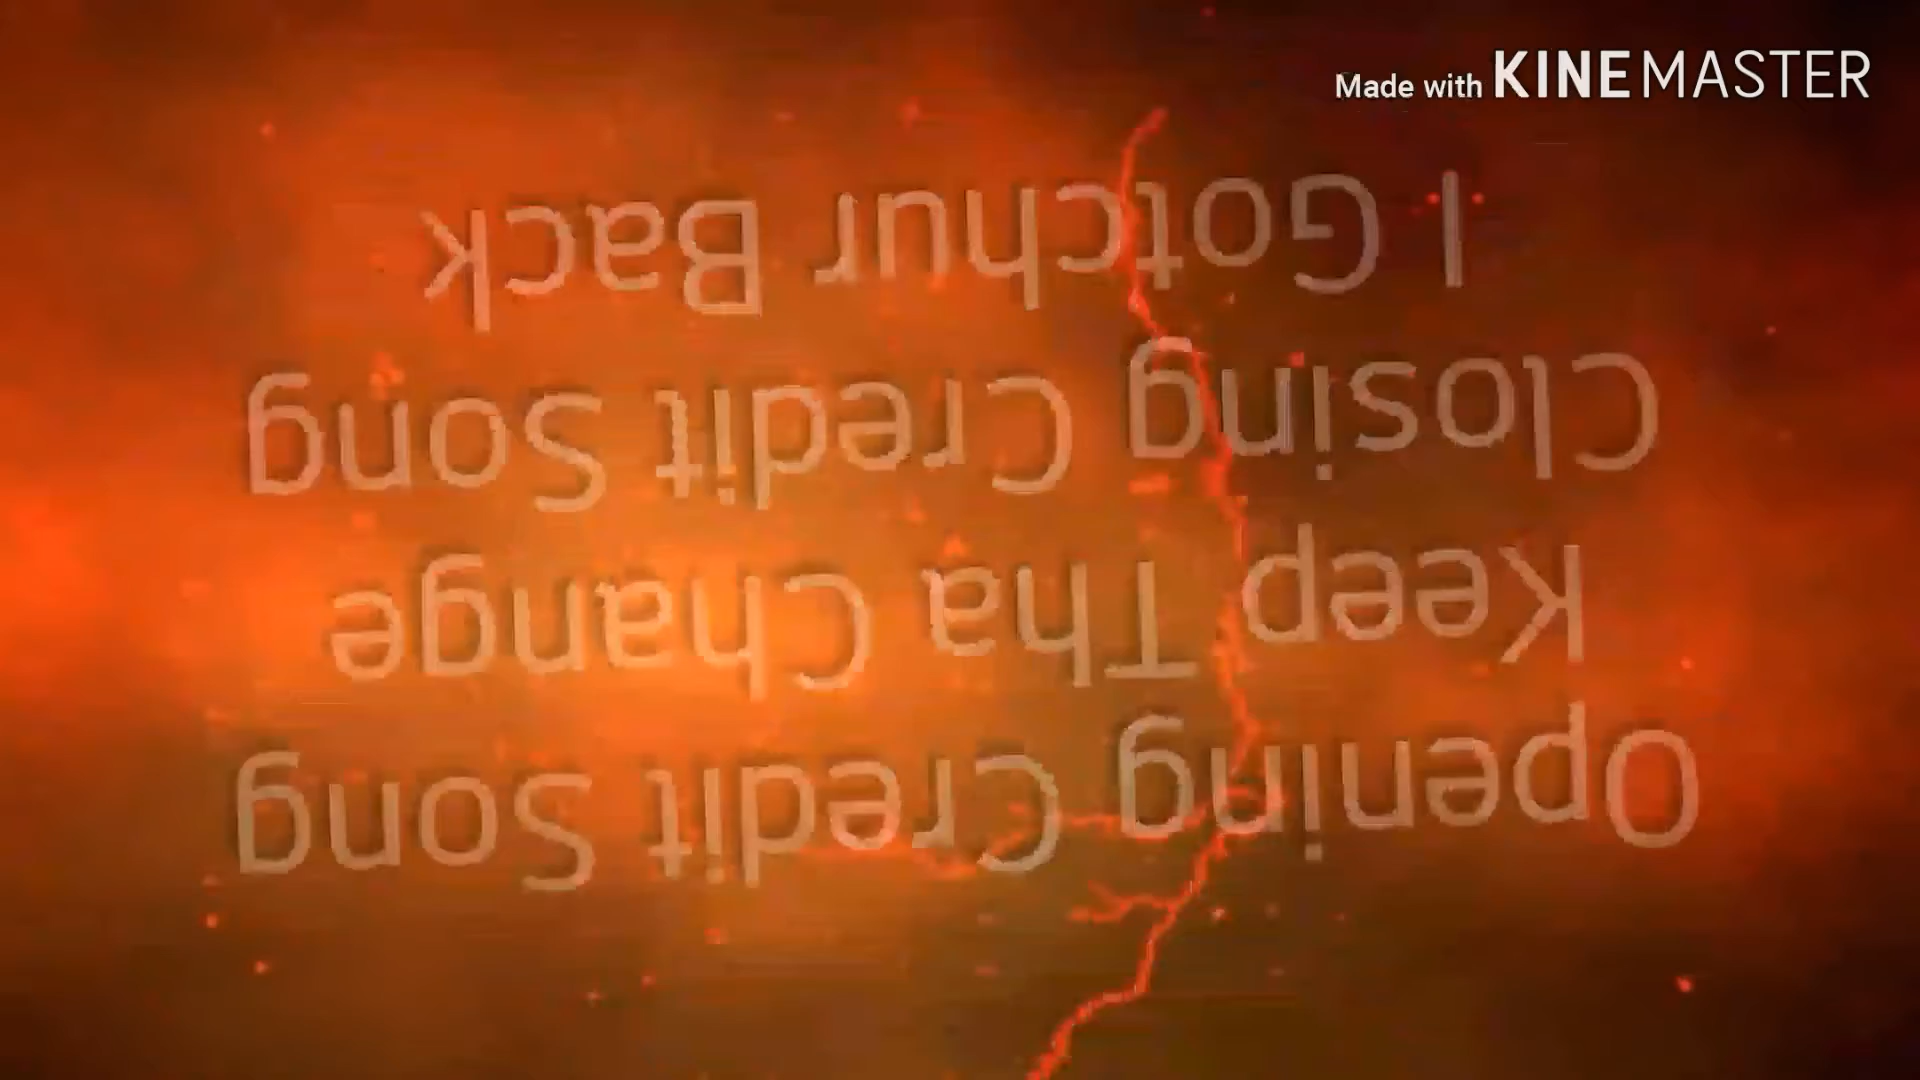 Made with KINEMASTER
Opening Credit Song
Keep Tha Change
Closing Credit Song
I Gotchur Back